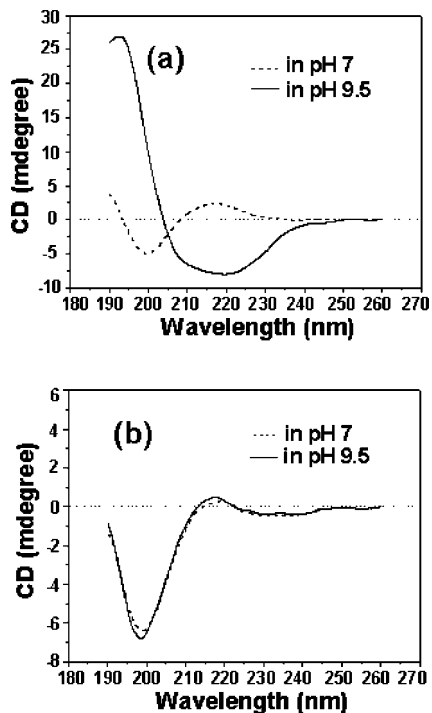 30
25
20
15
10
5
0
-5
-10
CD (mdegree)
(a)
in pH 7
in pH 9.5
180 190 200 210 220 230 240 250 260 270
Wavelength (nm)
6
4
2
0
-2
-4
-6
-8
CD (mdegree)
(b)
in pH 7
in pH 9.5
180 190 200 210 220 230 240 250 260 270
Wavelength (nm)